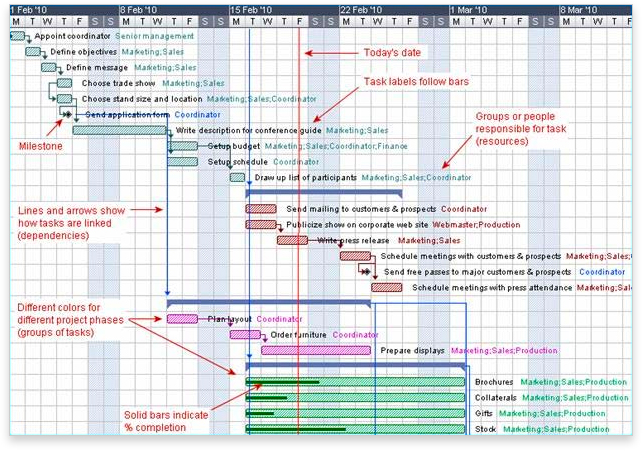 1 Feb '10 8 Feb '10 15 Feb '10 22 Feb '10 1 Mar '10 8 Mar '10
M T W T F S S M T W T F S S M T W T F S S M T W T F S S M T W T F S S M T W T F
Appoint coordinator Senior management
Define objectives Marketing;Sales
Today's date
Define message Marketing;Sales
Choose trade show Marketing;Sales
Task labels follow bars
Choose stand size and location Marketing;Sales;Coordinator
Send application form Coordinator
Groups or people
responsible for task
(resources)
Write description for conference guide Marketing;Sales
Milestone
Setup budget Marketing;Sales;Coordinator;Finance
Setup schedule Coordinator
Draw up list of participants Marketing;Sales;Coordinator
Lines and arrows show
how tasks are linked
(dependencies)
Send mailing to customers & prospects Coordinator
Publicize show on corporate web site Webmaster;Production
Write press release Marketing;Sales
Schedule meetings with customers & prospects Marketing;Sales;
Send free passes to major customers & prospects Coordinator
Schedule meetings with press attendance Marketing;Sal
Different colors for
different project phases
(groups of tasks)
Plan layout Coordinator
Order furniture Coordinator
Prepare displays Marketing;Sales;Production
Brochures Marketing;Sales;Production
Collaterals Marketing;Sales;Production
Solid bars indicate
% completion
Gifts Marketing;Sales;Production
Stock Marketing;Sales;Production